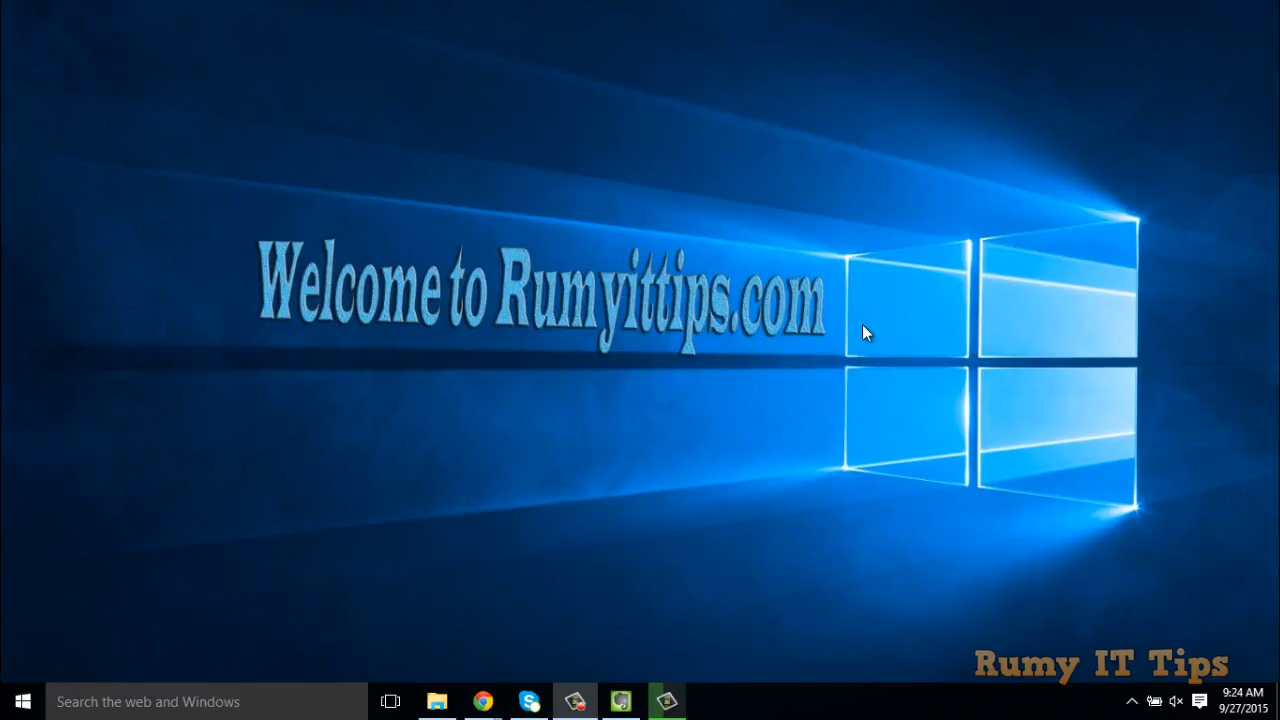 Welcome to Rumyittips.com
Rumy IT Tips
Search the web and Windows
9:24 AM
9/27/2015